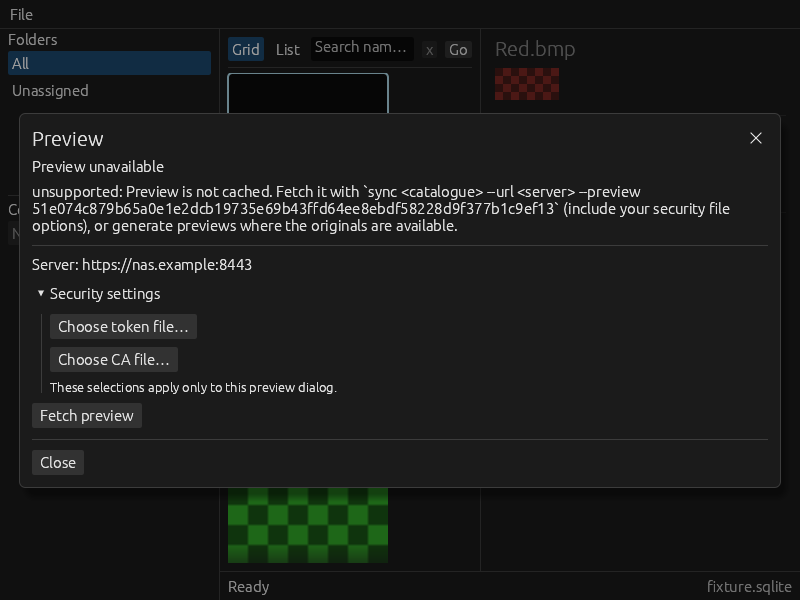 File
Folders
All
Unassigned
Grid List Search nam… x Go
Red.bmp
Preview
Preview unavailable
unsupported: Preview is not cached. Fetch it with `sync <catalogue> --url <server> --preview
51e074c879b65a0e1e2dcb19735e69b43ffd64ee8ebdf58228d9f377b1c9ef13` (include your security file
options), or generate previews where the originals are available.
Server: https://nas.example:8443
▼ Security settings
Choose token file…
Choose CA file…
These selections apply only to this preview dialog.
Fetch preview
Close
Ready
fixture.sqlite